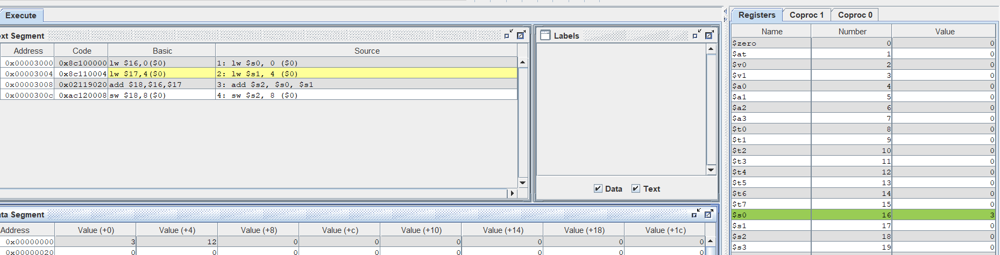 Execute
ext Segment
Address Code Basic Source
0x00003000 0x8c100000 lw $16,0($0) 1: lw $s0, 0 ($0)
0x00003004 0x8c110004 lw $17,4($0) 2: lw $s1, 4 ($0)
0x00003008 0x02119020 add $18,$16,$17 3: add $s2, $s0, $s1
0x0000300c 0xac120008 sw $18,8($0) 4: sw $s2, 8 ($0)
Labels
Data Text
ata Segment
Address Value (+0) Value (+4) Value (+8) Value (+c) Value (+10) Value (+14) Value (+18) Value (+1c)
0x00000000 3 12 0 0 0 0 0 0
0x00000020 0 0 0 0 0 0 0 0
Registers Coproc 1 Coproc 0
Name Number Value
$zero 0 0
$at 1 0
$v0 2 0
$v1 3 0
$a0 4 0
$a1 5 0
$a2 6 0
$a3 7 0
$t0 8 0
$t1 9 0
$t2 10 0
$t3 11 0
$t4 12 0
$t5 13 0
$t6 14 0
$t7 15 0
$s0 16 3
$s1 17 0
$s2 18 0
$s3 19 0